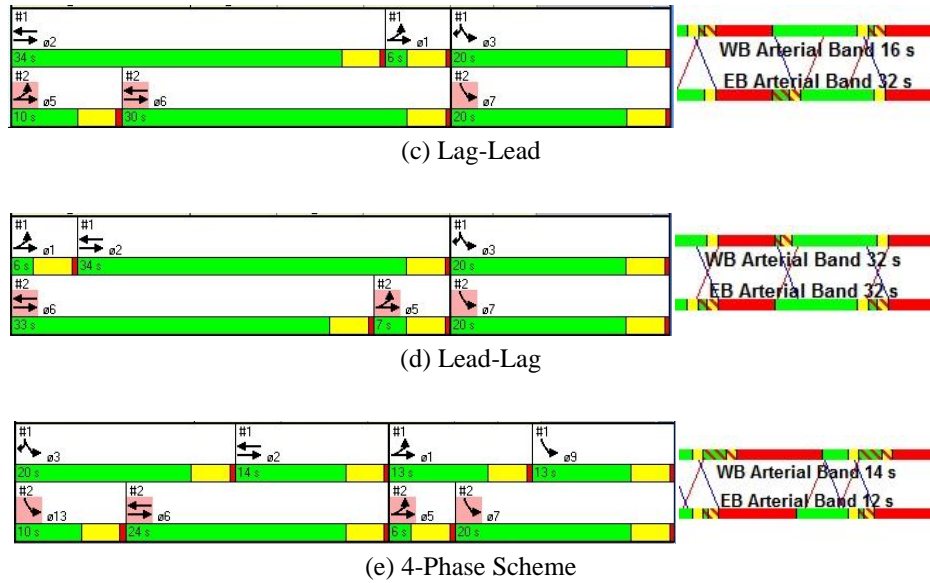 #1 #1 #1
ø2 ø1 ø3
34 s 6 s 20 s
#2 #2 #2
ø5 ø6 ø7
10 s 30 s 20 s
WB Arterial Band 16 s
EB Arterial Band 32 s
(c) Lag-Lead
#1 #1 #1
ø1 ø2 ø3
6 s 34 s 20 s
#2 #2 #2
ø6 ø5 ø7
33 s 7 s 20 s
WB Arterial Band 32 s
EB Arterial Band 32 s
(d) Lead-Lag
#1 #1 #1 #1
ø3 ø2 ø1 ø9
20 s 14 s 13 s 13 s
#2 #2 #2 #2
ø13 ø6 ø5 ø7
10 s 24 s 6 s 20 s
WB Arterial Band 14 s
EB Arterial Band 12 s
(e) 4-Phase Scheme